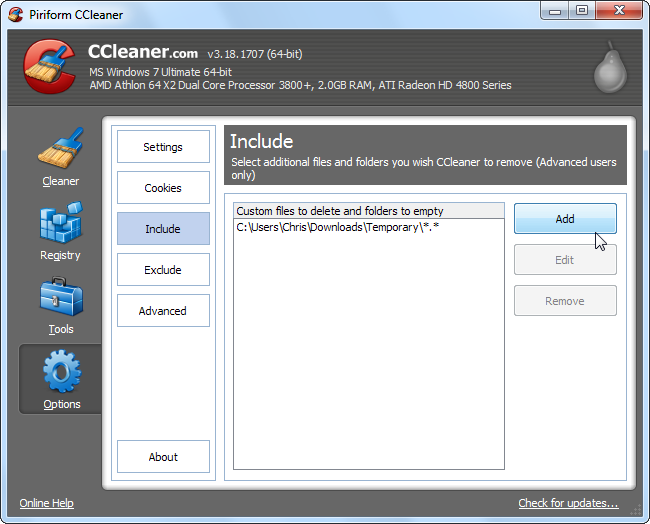 Piriform CCleaner
CCleaner.com v3.18.1707 (64-bit)
MS Windows 7 Ultimate 64-bit
AMD Athlon 64 X2 Dual Core Processor 3800+, 2.0GB RAM, ATI Radeon HD 4800 Series
Cleaner
Registry
Tools
Options
Settings
Cookies
Include
Exclude
Advanced
About
Include
Select additional files and folders you wish CCleaner to remove (Advanced users
only)
Custom files to delete and folders to empty
C:\Users\Chris\Downloads\Temporary\*.*
Add
Edit
Remove
Online Help
Check for updates...